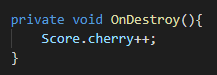 private void OnDestroy(){
    Score.cherry++;
}